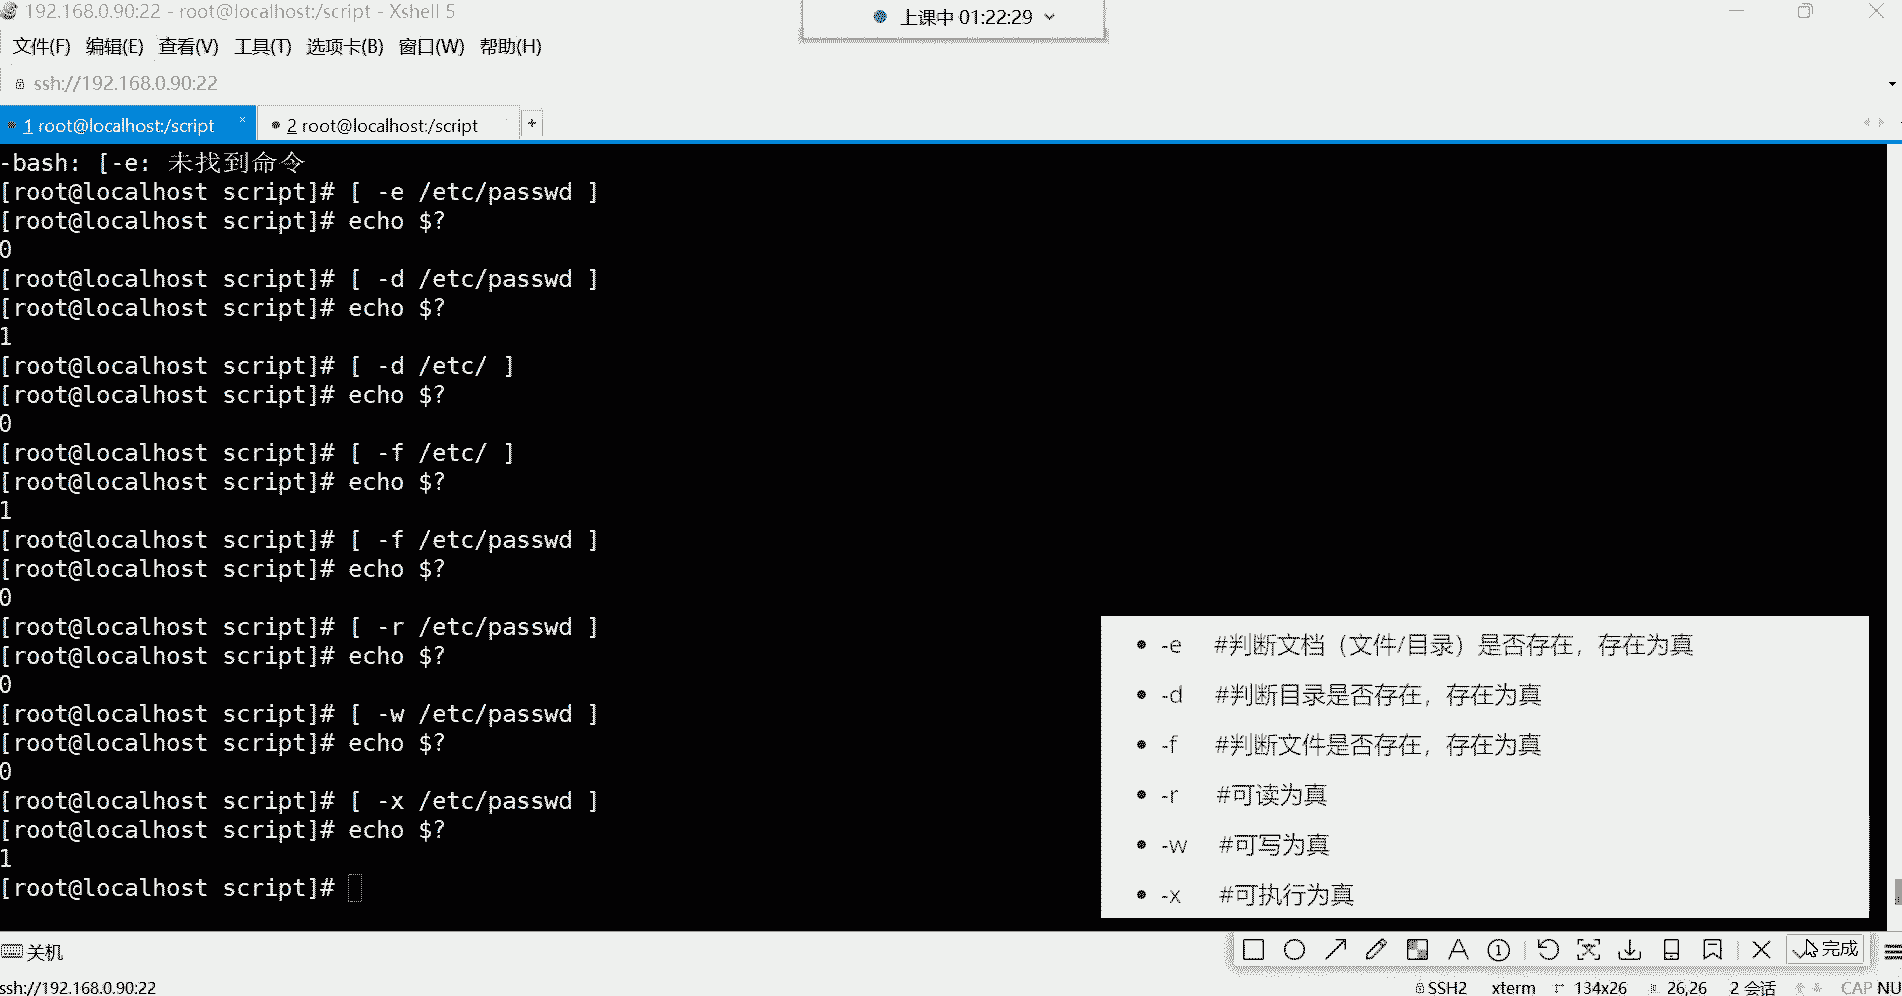 192.168.0.90:22 - root@localhost:/script - Xshell 5
上课中 01:22:29
文件(F) 编辑(E) 查看(V) 工具(T) 选项卡(B) 窗口(W) 帮助(H)
ssh://192.168.0.90:22
1 root@localhost:/script × 2 root@localhost:/script +
-bash: [-e: 未找到命令
[root@localhost script]# [ -e /etc/passwd ]
[root@localhost script]# echo $?
0
[root@localhost script]# [ -d /etc/passwd ]
[root@localhost script]# echo $?
1
[root@localhost script]# [ -d /etc/ ]
[root@localhost script]# echo $?
0
[root@localhost script]# [ -f /etc/ ]
[root@localhost script]# echo $?
1
[root@localhost script]# [ -f /etc/passwd ]
[root@localhost script]# echo $?
0
[root@localhost script]# [ -r /etc/passwd ]
[root@localhost script]# echo $?
0
[root@localhost script]# [ -w /etc/passwd ]
[root@localhost script]# echo $?
0
[root@localhost script]# [ -x /etc/passwd ]
[root@localhost script]# echo $?
1
[root@localhost script]#
• -e #判断文档（文件/目录）是否存在，存在为真
• -d #判断目录是否存在，存在为真
• -f #判断文件是否存在，存在为真
• -r #可读为真
• -w #可写为真
• -x #可执行为真
关机
完成
ssh://192.168.0.90:22
SSH2 xterm 134x26 26,26 2 会话 CAP NU